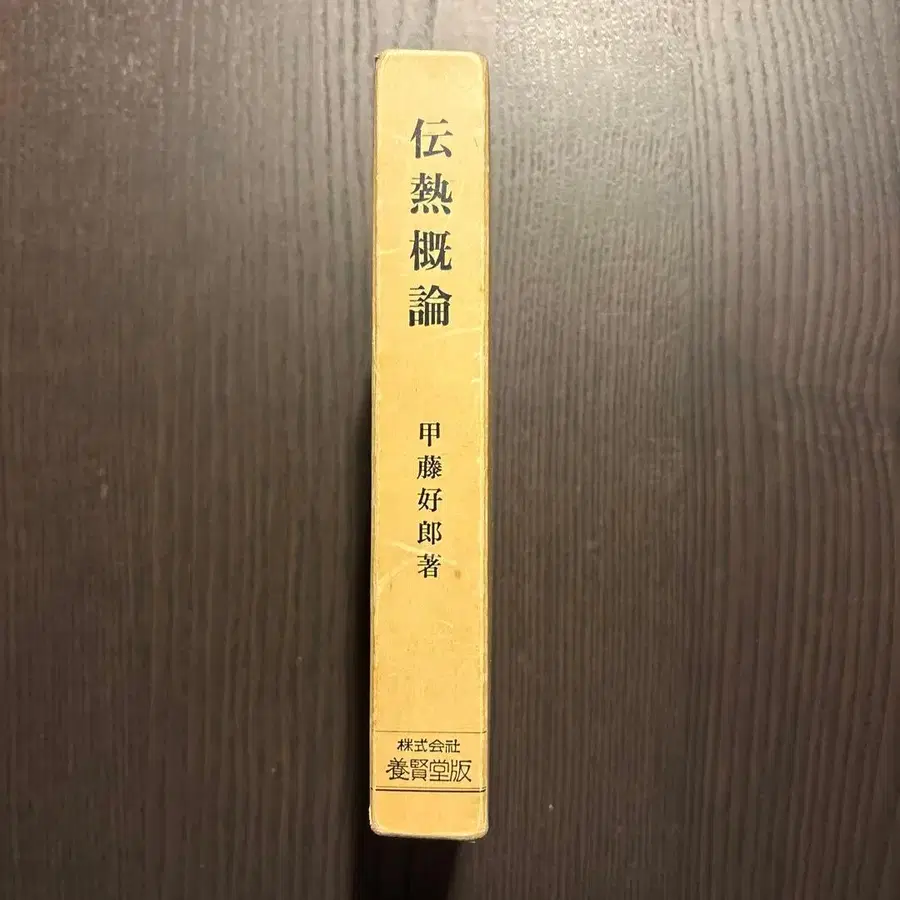 伝熱概論
甲藤好郎著
株式会社
養賢堂版